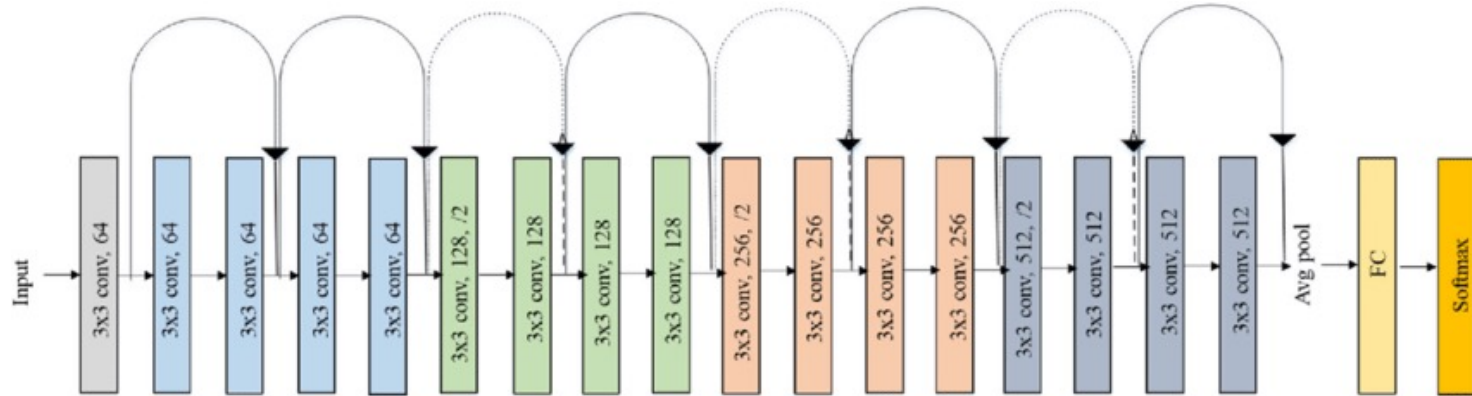 Input
3x3 conv, 64
3x3 conv, 64
3x3 conv, 64
3x3 conv, 64
3x3 conv, 64
3x3 conv, 128, /2
3x3 conv, 128
3x3 conv, 128
3x3 conv, 128
3x3 conv, 256, /2
3x3 conv, 256
3x3 conv, 256
3x3 conv, 256
3x3 conv, 512, /2
3x3 conv, 512
3x3 conv, 512
3x3 conv, 512
Avg pool
FC
Softmax